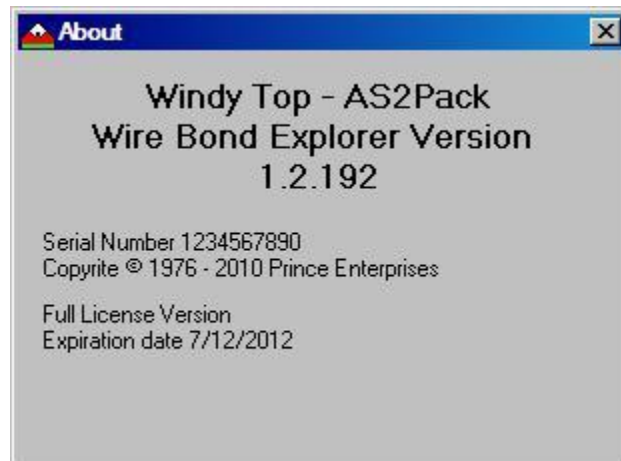 About
Windy Top - AS2Pack
Wire Bond Explorer Version
1.2.192
Serial Number 1234567890
Copyrite © 1976 - 2010 Prince Enterprises
Full License Version
Expiration date 7/12/2012